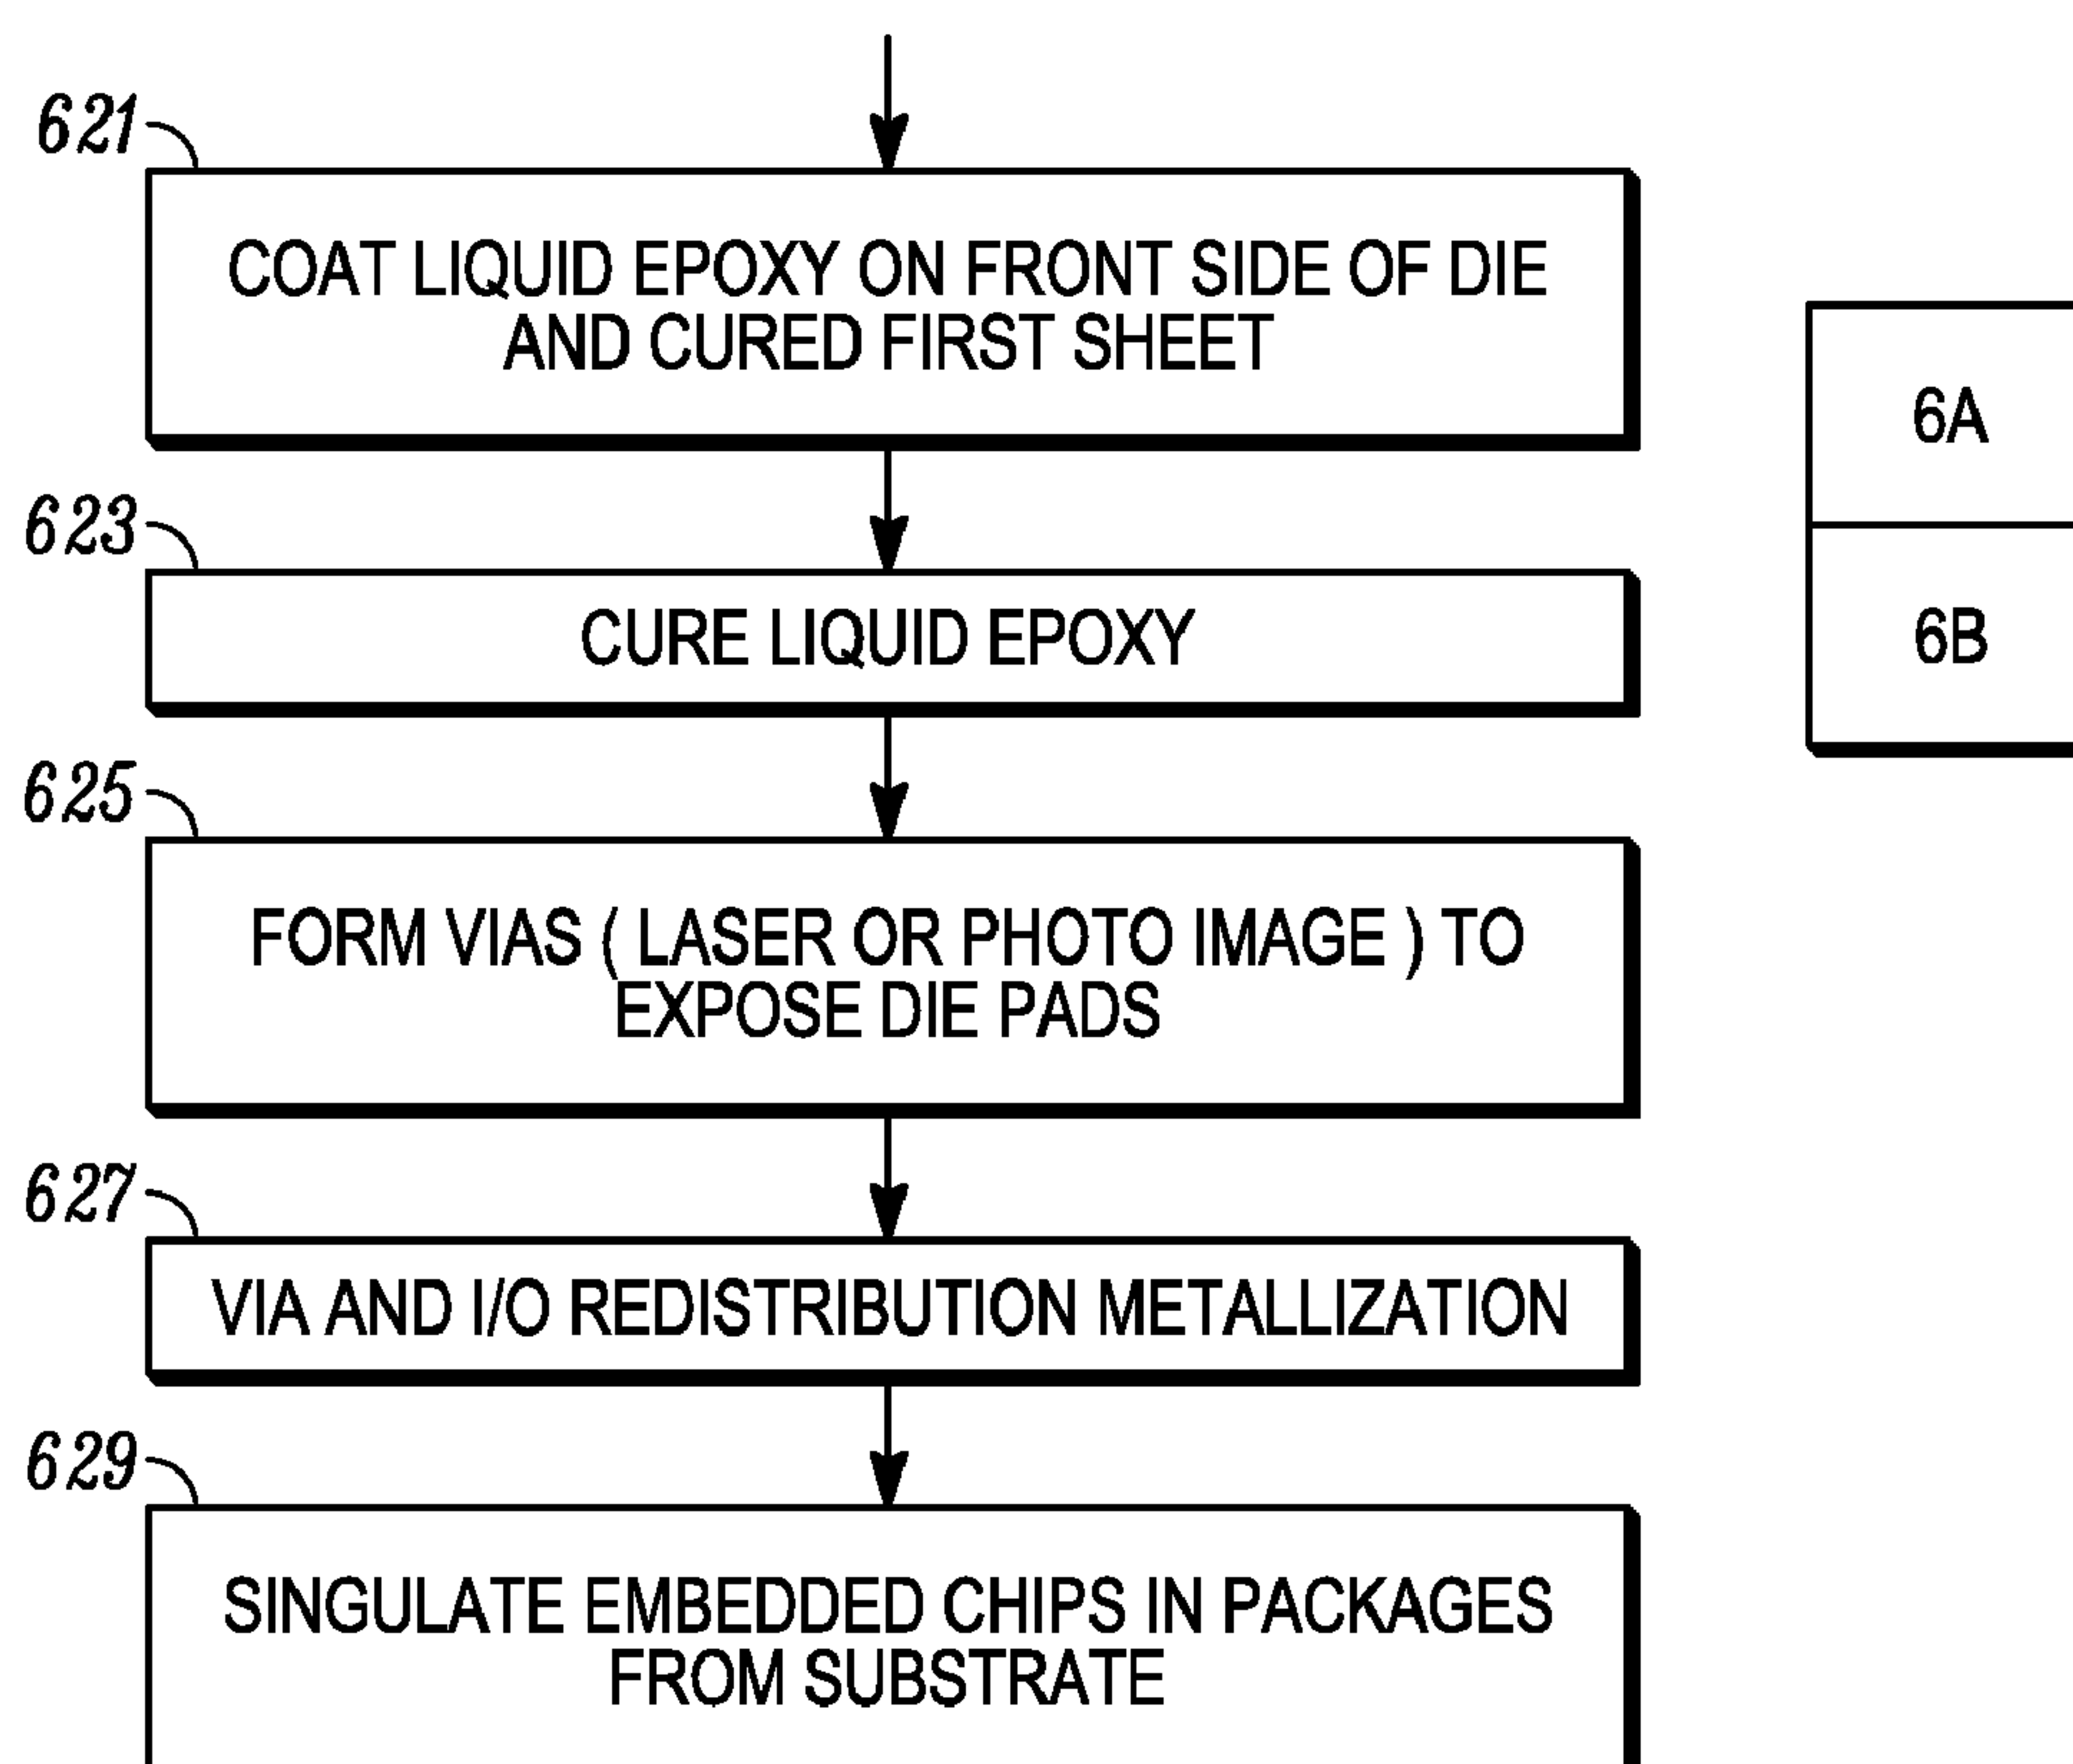 621
COAT LIQUID EPOXY ON FRONT SIDE OF DIE
AND CURED FIRST SHEET
623
CURE LIQUID EPOXY
625
FORM VIAS ( LASER OR PHOTO IMAGE ) TO
EXPOSE DIE PADS
627
VIA AND I/O REDISTRIBUTION METALLIZATION
629
SINGULATE EMBEDDED CHIPS IN PACKAGES
FROM SUBSTRATE
6A
6B